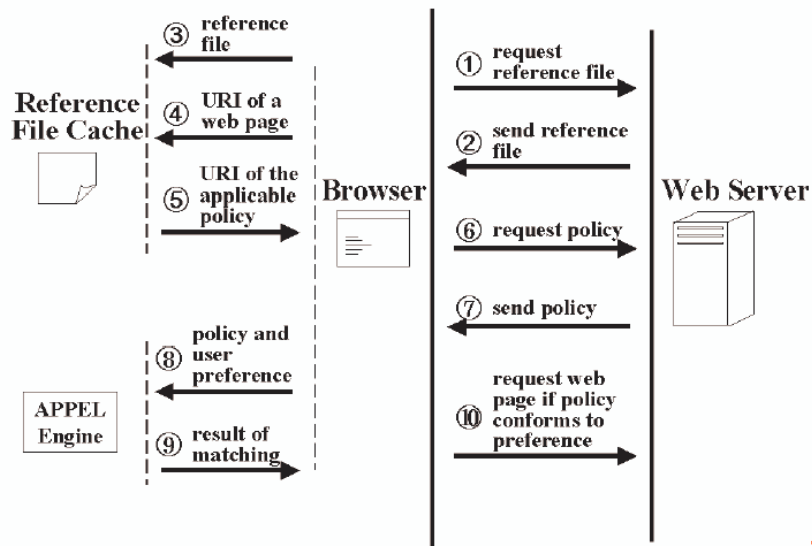 ③ reference
file
① request
reference file
Reference
File Cache
④ URI of a
web page
② send reference
file
⑤ URI of the
applicable
policy
Browser
Web Server
⑥ request policy
⑦ send policy
⑧ policy and
user
preference
APPEL
Engine
⑨ result of
matching
⑩ request web
page if policy
conforms to
preference